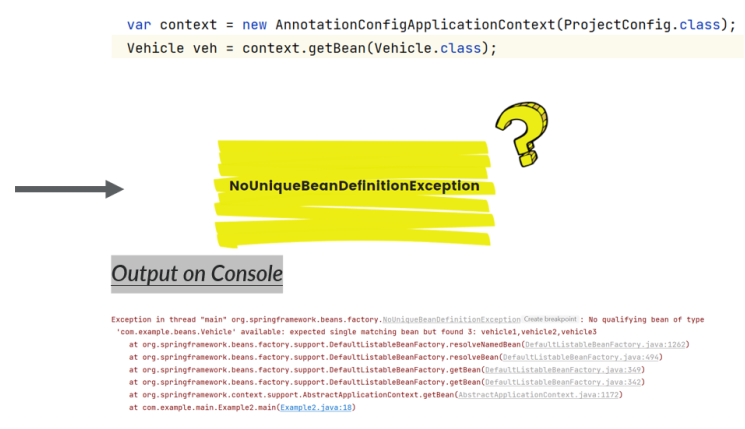 var context = new AnnotationConfigApplicationContext(ProjectConfig.class);
Vehicle veh = context.getBean(Vehicle.class);
?
NoUniqueBeanDefinitionException
Output on Console
Exception in thread "main" org.springframework.beans.factory.NoUniqueBeanDefinitionException Create breakpoint : No qualifying bean of type
'com.example.beans.Vehicle' available: expected single matching bean but found 3: vehicle1,vehicle2,vehicle3
at org.springframework.beans.factory.support.DefaultListableBeanFactory.resolveNamedBean(DefaultListableBeanFactory.java:1262)
at org.springframework.beans.factory.support.DefaultListableBeanFactory.resolveBean(DefaultListableBeanFactory.java:494)
at org.springframework.beans.factory.support.DefaultListableBeanFactory.getBean(DefaultListableBeanFactory.java:349)
at org.springframework.beans.factory.support.DefaultListableBeanFactory.getBean(DefaultListableBeanFactory.java:342)
at org.springframework.context.support.AbstractApplicationContext.getBean(AbstractApplicationContext.java:1172)
at com.example.main.Example2.main(Example2.java:18)